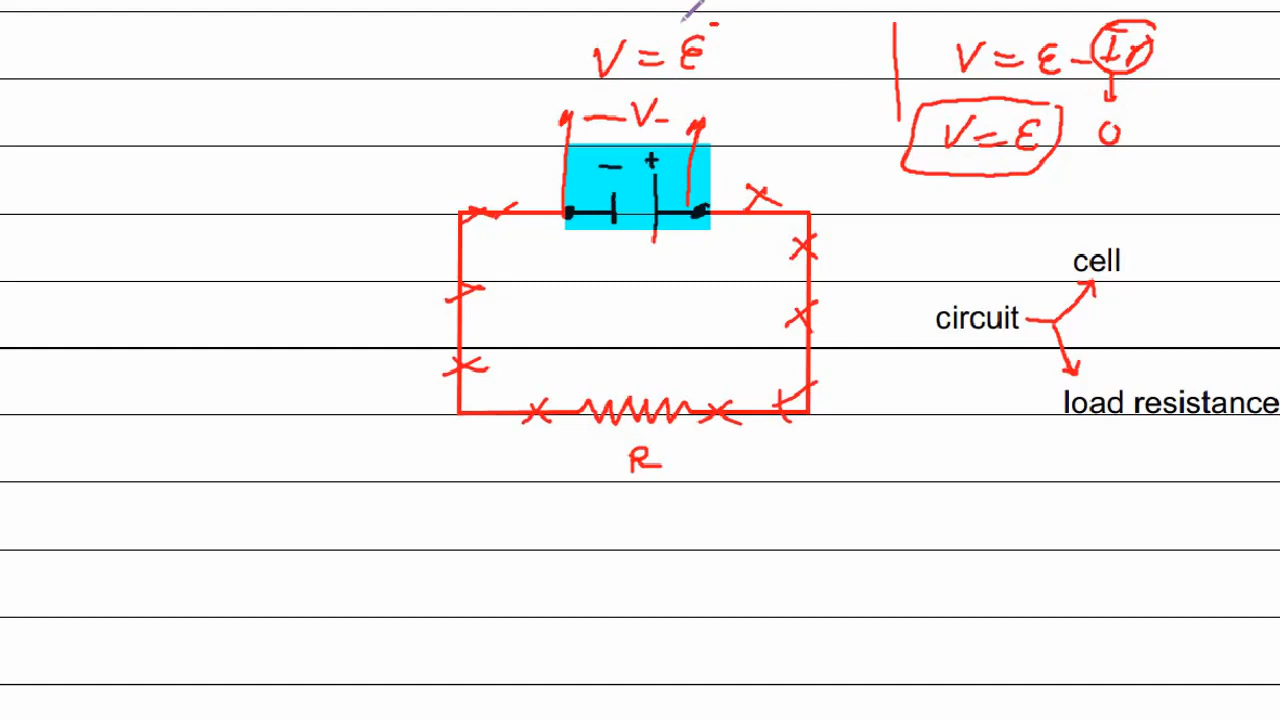 V = ε
V = ε - Ir
0
V = ε
— V -
- +
cell
circuit
load resistance
R